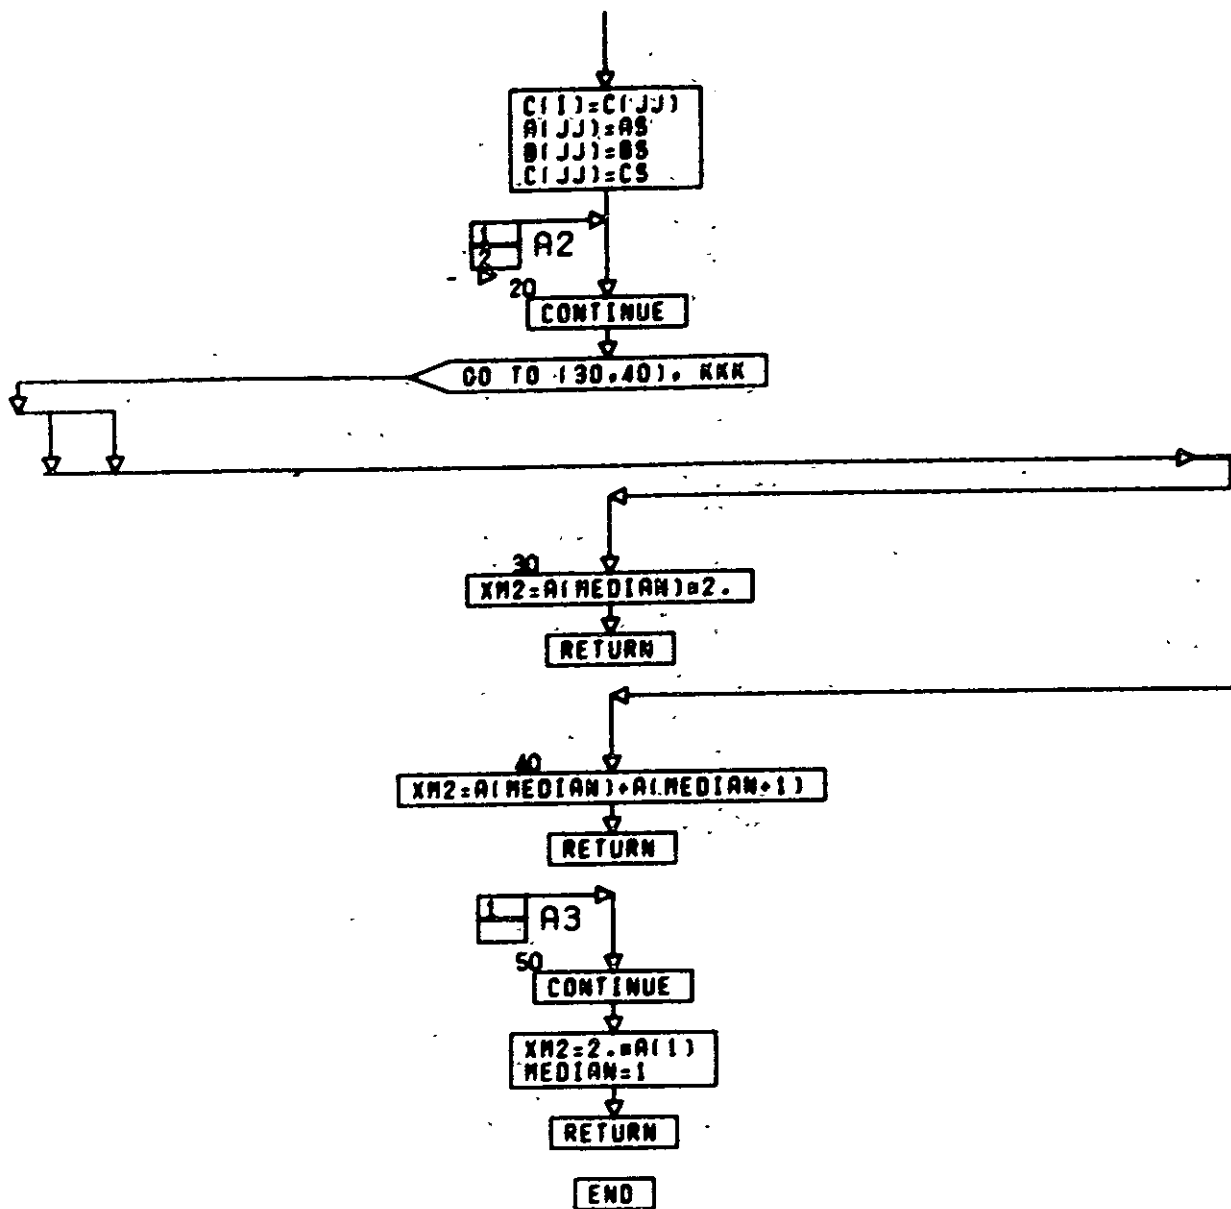 C(I)=C(JJ)
A(JJ)=AS
B(JJ)=BS
C(JJ)=CS
1
2
A2
20
CONTINUE
GO TO (30,40), KKK
30
XM2=A(MEDIAN)*2.
RETURN
40
XM2=A(MEDIAN)+A(MEDIAN+1)
RETURN
1
A3
50
CONTINUE
XM2=2.*A(1)
MEDIAN=1
RETURN
END